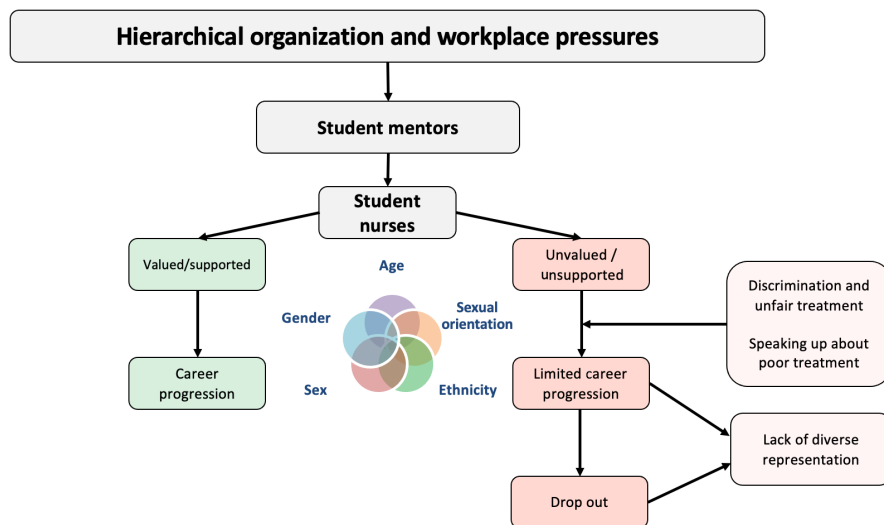 Hierarchical organization and workplace pressures
Student mentors
Student
nurses
Valued/supported
Age
Unvalued /
unsupported
Discrimination and
unfair treatment
Speaking up about
poor treatment
Gender
Sexual
orientation
Career
progression
Sex
Ethnicity
Limited career
progression
Lack of diverse
representation
Drop out